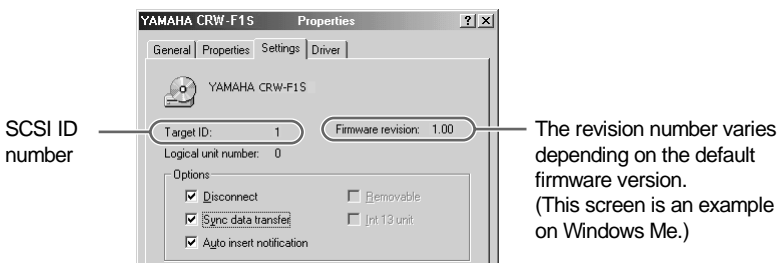 YAMAHA CRW-F1S Properties
General Properties Settings Driver
YAMAHA CRW-F1S
SCSI ID
number
Target ID: 1 Firmware revision: 1.00
Logical unit number: 0
Options
Disconnect Removable
Sync data transfer Int 13 unit
Auto insert notification
The revision number varies
depending on the default
firmware version.
(This screen is an example
on Windows Me.)